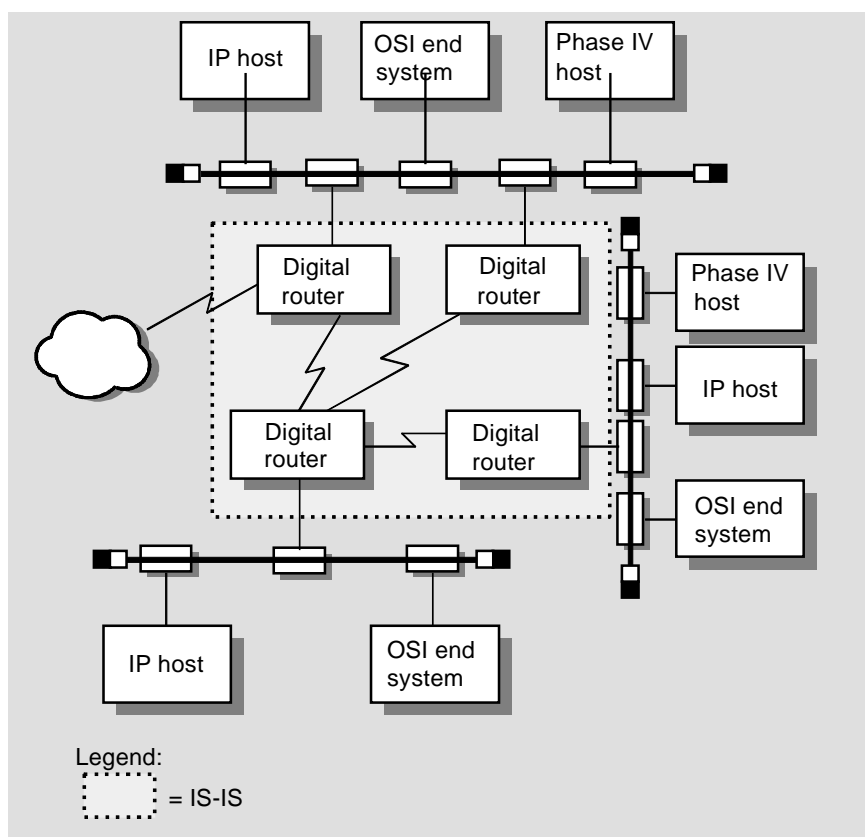 IP host
OSI end
system
Phase IV
host
Digital
router
Digital
router
Phase IV
host
IP host
Digital
router
Digital
router
OSI end
system
IP host
OSI end
system
Legend:
= IS-IS